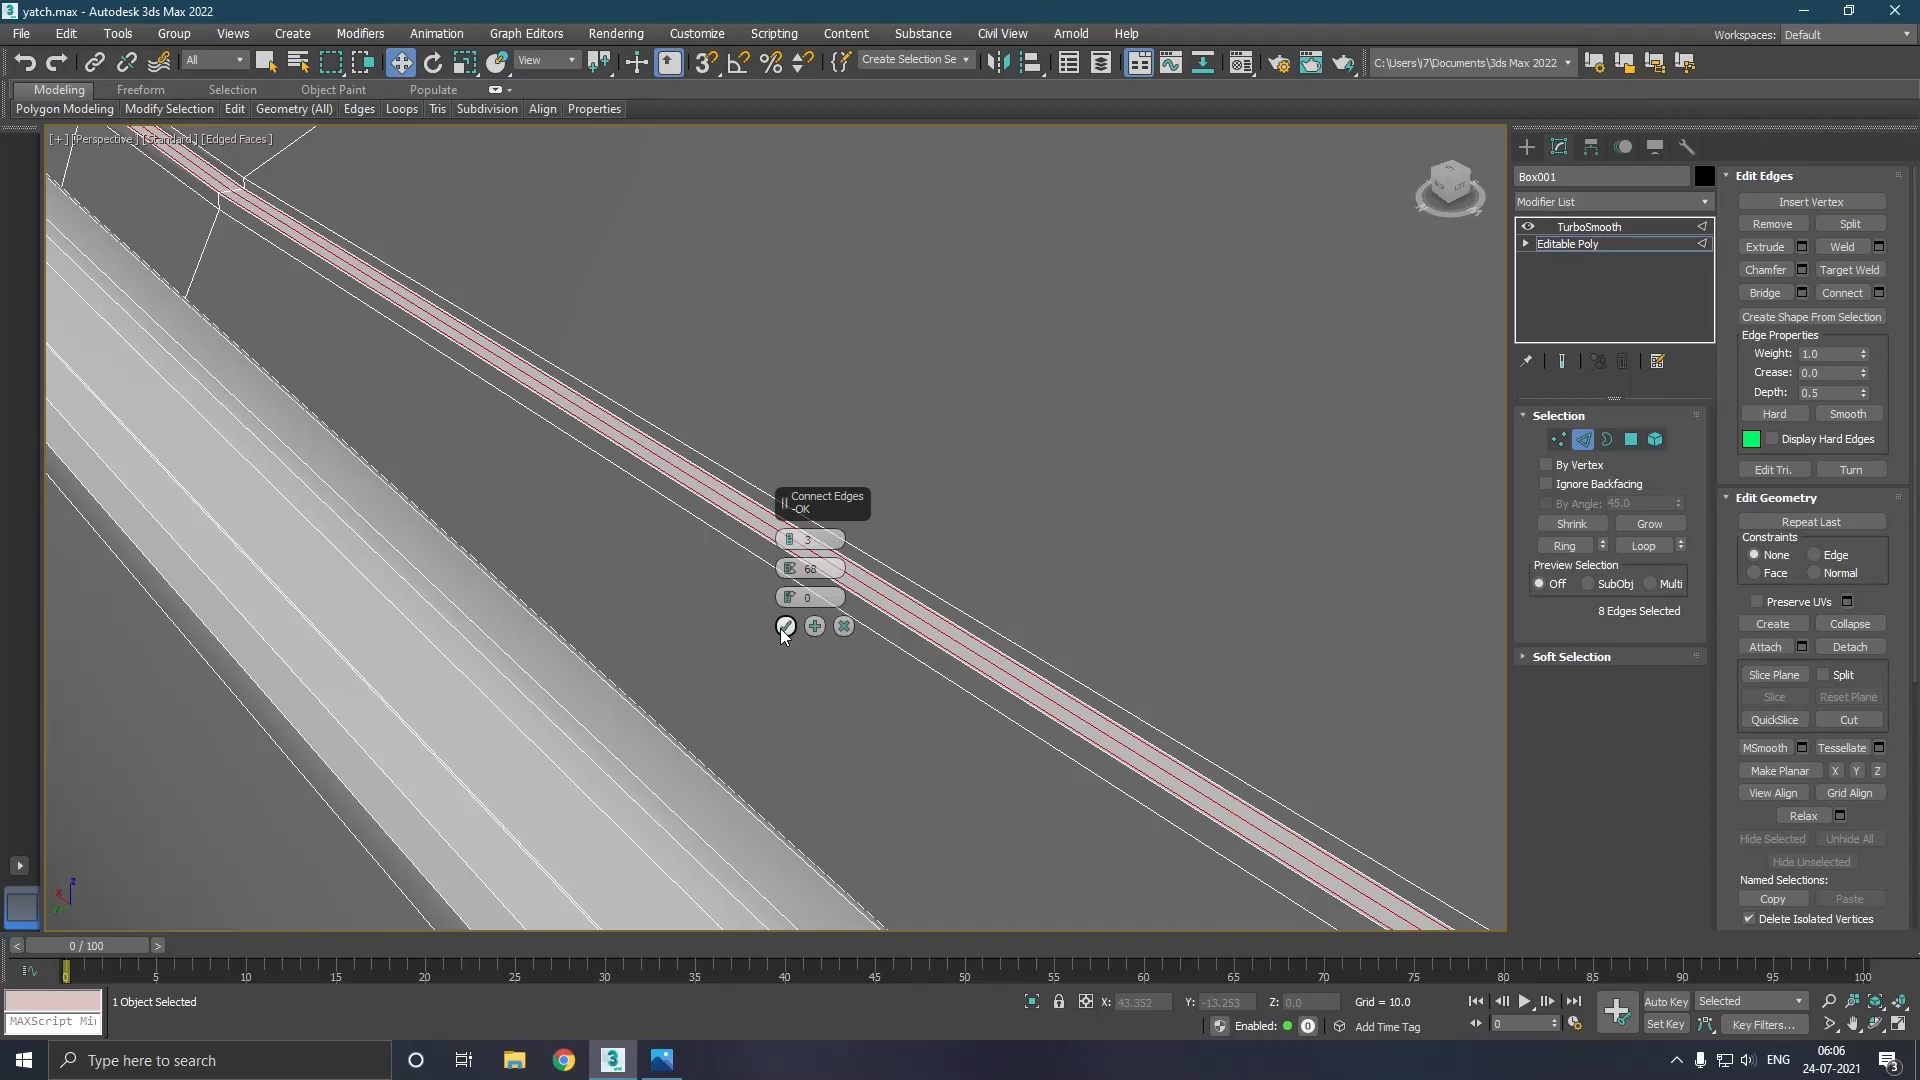 yatch.max - Autodesk 3ds Max 2022
File Edit Tools Group Views Create Modifiers Animation Graph Editors Rendering Customize Scripting Content Substance Civil View Arnold Help
Workspaces: Default
All View Create Selection Se C:\Users\i7\Documents\3ds Max 2022
Modeling Freeform Selection Object Paint Populate
Polygon Modeling Modify Selection Edit Geometry (All) Edges Loops Tris Subdivision Align Properties
[+] [Perspective] [Standard] [Edged Faces]
Connect Edges
-OK
3
68
0
Box001
Modifier List
TurboSmooth
Editable Poly
Selection
By Vertex
Ignore Backfacing
By Angle: 45.0
Shrink Grow
Ring Loop
Preview Selection
Off SubObj Multi
8 Edges Selected
Soft Selection
Edit Edges
Insert Vertex
Remove Split
Extrude Weld
Chamfer Target Weld
Bridge Connect
Create Shape From Selection
Edge Properties
Weight: 1.0
Crease: 0.0
Depth: 0.5
Hard Smooth
Display Hard Edges
Edit Tri. Turn
Edit Geometry
Repeat Last
Constraints
None Edge
Face Normal
Preserve UVs
Create Collapse
Attach Detach
Slice Plane Split
Slice Reset Plane
QuickSlice Cut
MSmooth Tessellate
Make Planar X Y Z
View Align Grid Align
Relax
Hide Selected Unhide All
Hide Unselected
Named Selections:
Copy Paste
Delete Isolated Vertices
< 0 / 100 >
0 5 10 15 20 25 30 35 40 45 50 55 60 65 70 75 80 85 90 95 100
1 Object Selected
X: 43.352 Y: -13.253 Z: 0.0 Grid = 10.0
Auto Key Selected
MAXScript Mi
Enabled: 0 Add Time Tag
0
Set Key Key Filters...
Type here to search
ENG
06:06
24-07-2021
3